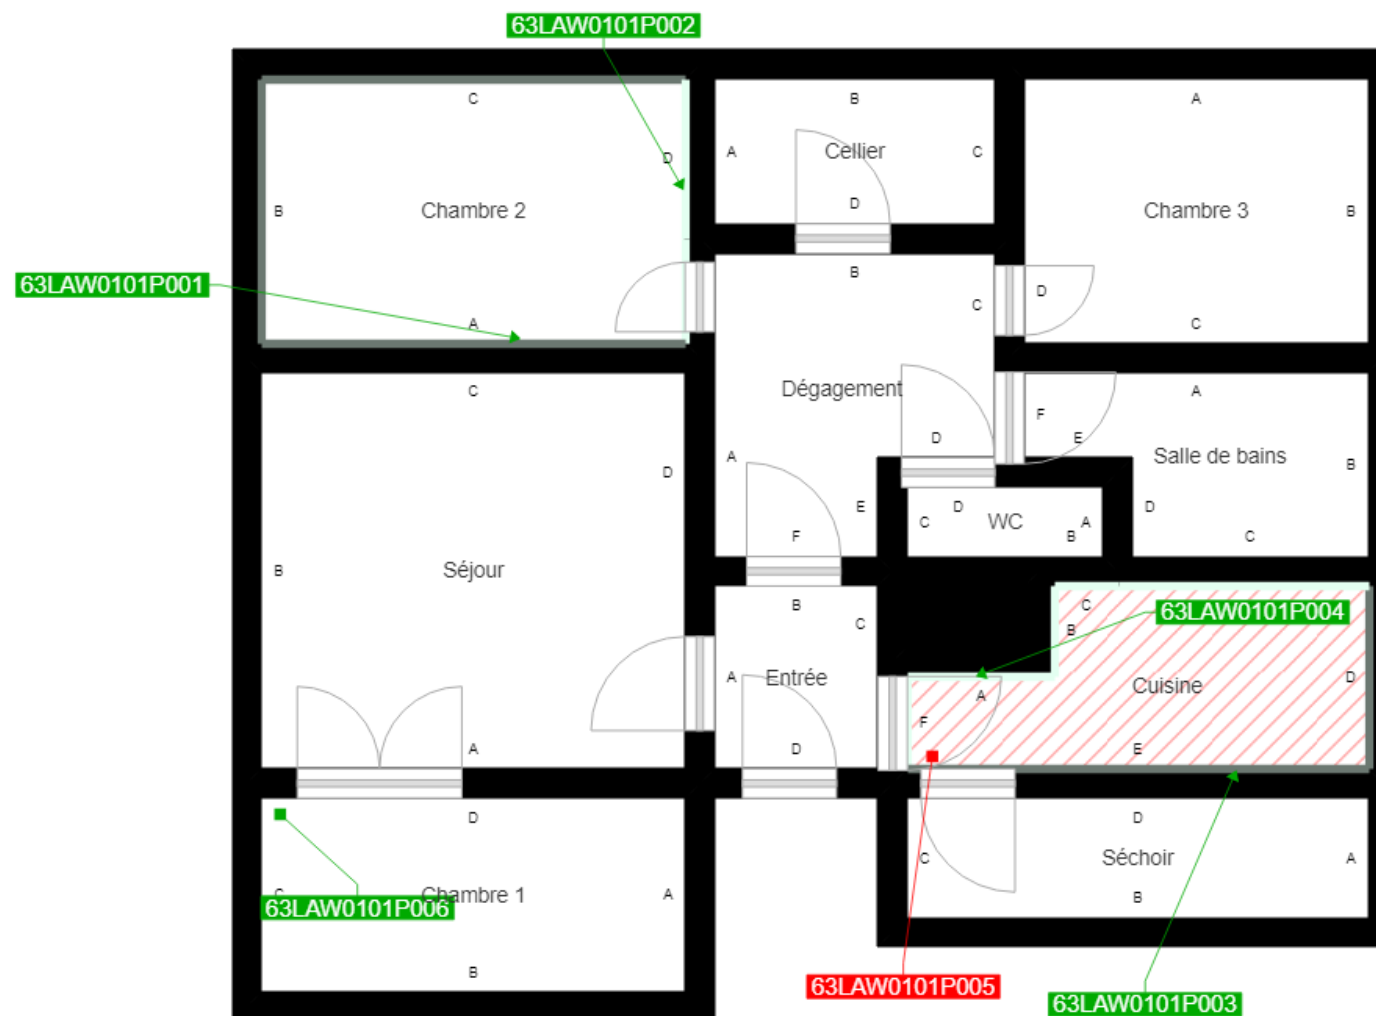 63LAW0101P002
C
B
A
D
A
Cellier
C
B
Chambre 2
D
Chambre 3
B
B
63LAW0101P001
D
C
A
C
C
Dégagement
A
F
D
E
A
Salle de bains
B
D
E
D
D
C
WC
A
B
F
C
Séjour
B
B
C
C
63LAW0101P004
B
A
Entrée
Cuisine
D
A
F
A
D
E
D
D
C
Séchoir
A
C
Chambre 1
A
B
63LAW0101P006
B
63LAW0101P005
63LAW0101P003